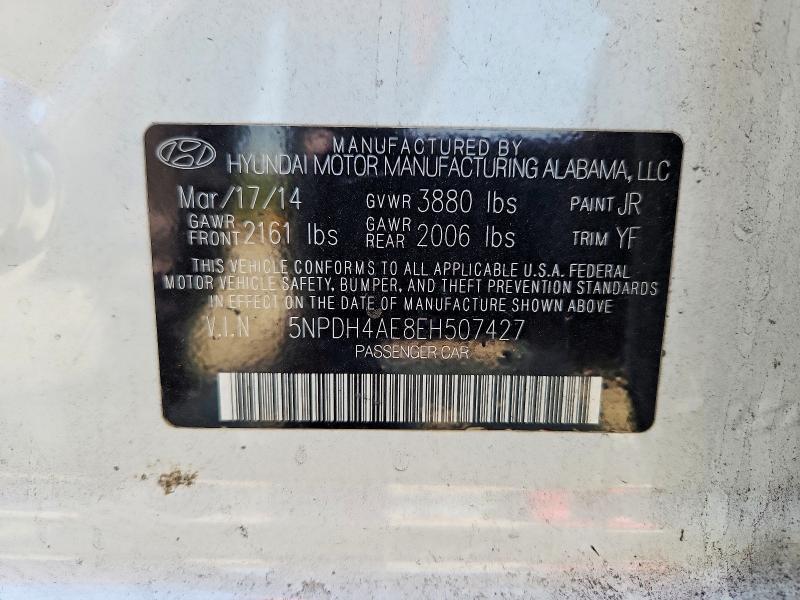 MANUFACTURED BY
HYUNDAI MOTOR MANUFACTURING ALABAMA, LLC
Mar/17/14 GVWR 3880 lbs PAINT JR
GAWR FRONT 2161 lbs GAWR REAR 2006 lbs TRIM YF
THIS VEHICLE CONFORMS TO ALL APPLICABLE U.S.A. FEDERAL
MOTOR VEHICLE SAFETY, BUMPER, AND THEFT PREVENTION STANDARDS
IN EFFECT ON THE DATE OF MANUFACTURE SHOWN ABOVE
V.I.N 5NPDH4AE8EH507427
PASSENGER CAR